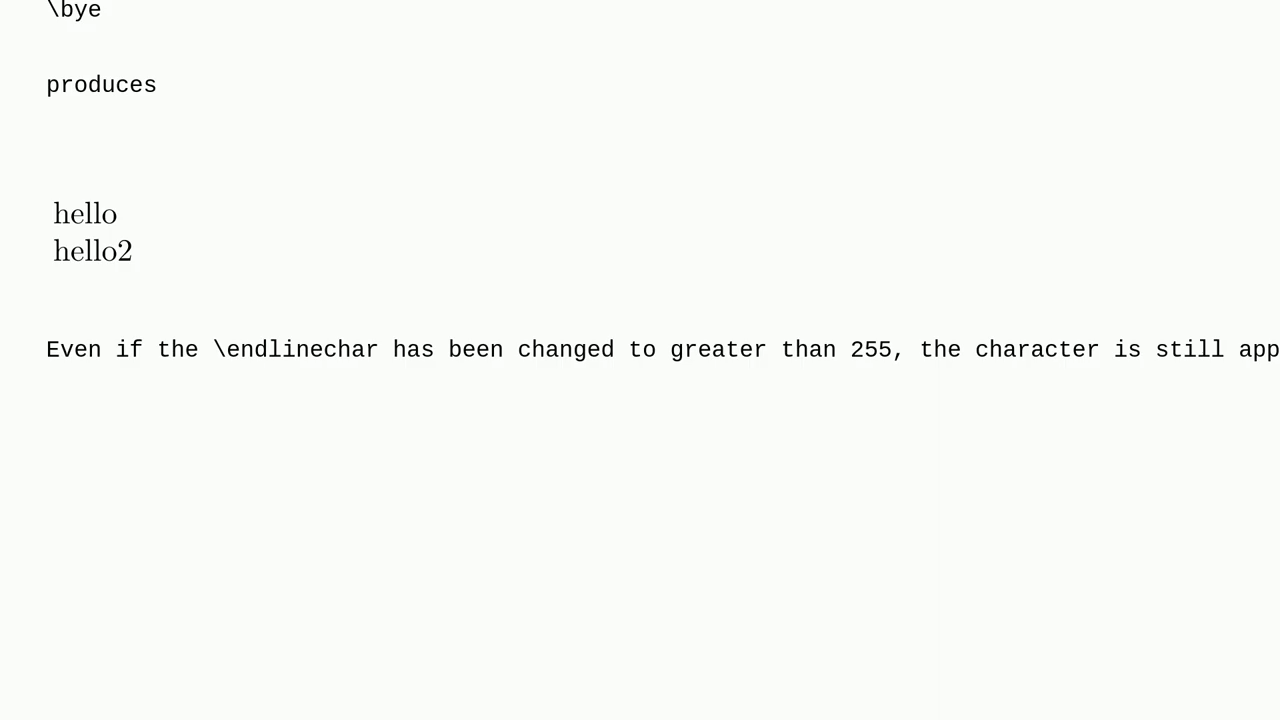 \bye
produces
hello
hello2
Even if the \endlinechar has been changed to greater than 255, the character is still app